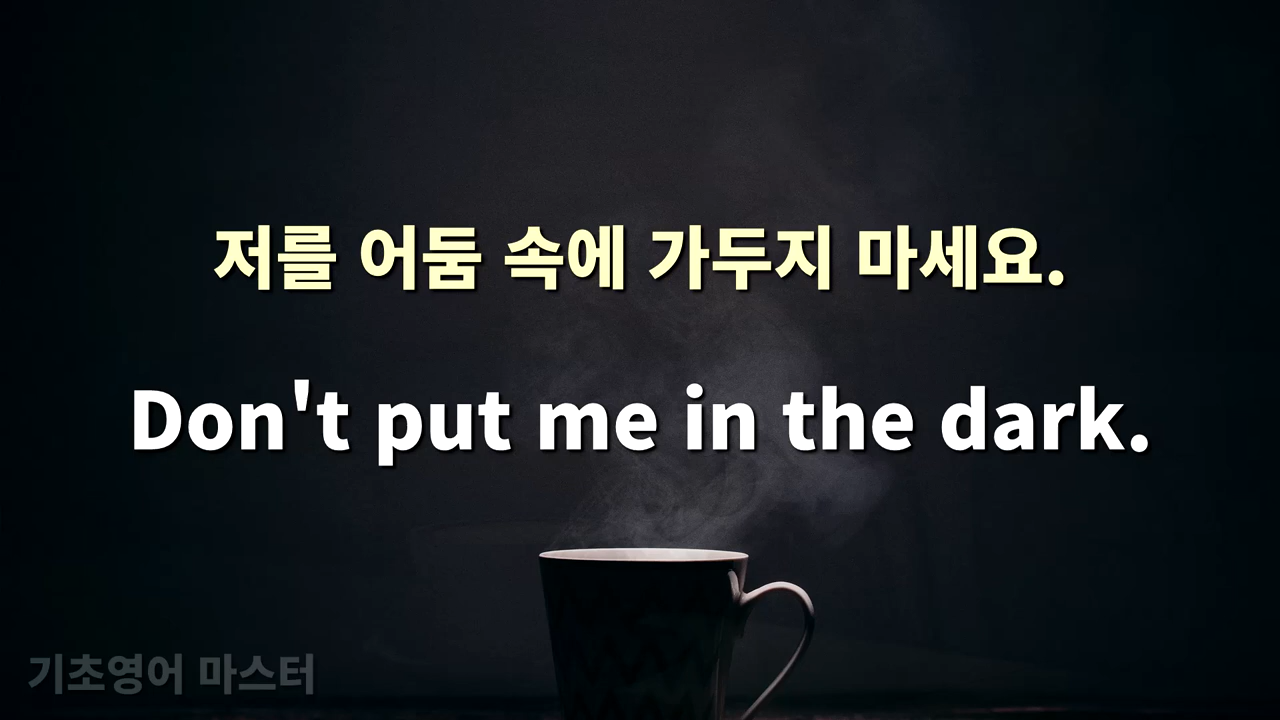 저를 어둠 속에 가두지 마세요.
Don't put me in the dark.
기초영어 마스터